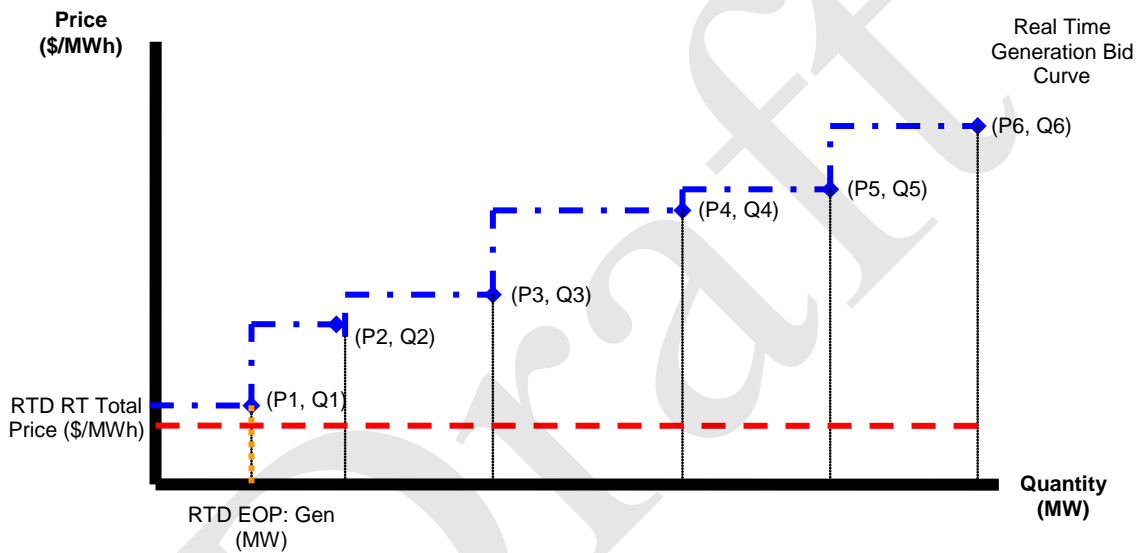 Price
($/MWh)
Real Time
Generation Bid
Curve
(P6, Q6)
(P5, Q5)
(P4, Q4)
(P3, Q3)
(P2, Q2)
(P1, Q1)
RTD RT Total
Price ($/MWh)
Quantity
(MW)
RTD EOP: Gen
(MW)
Draft